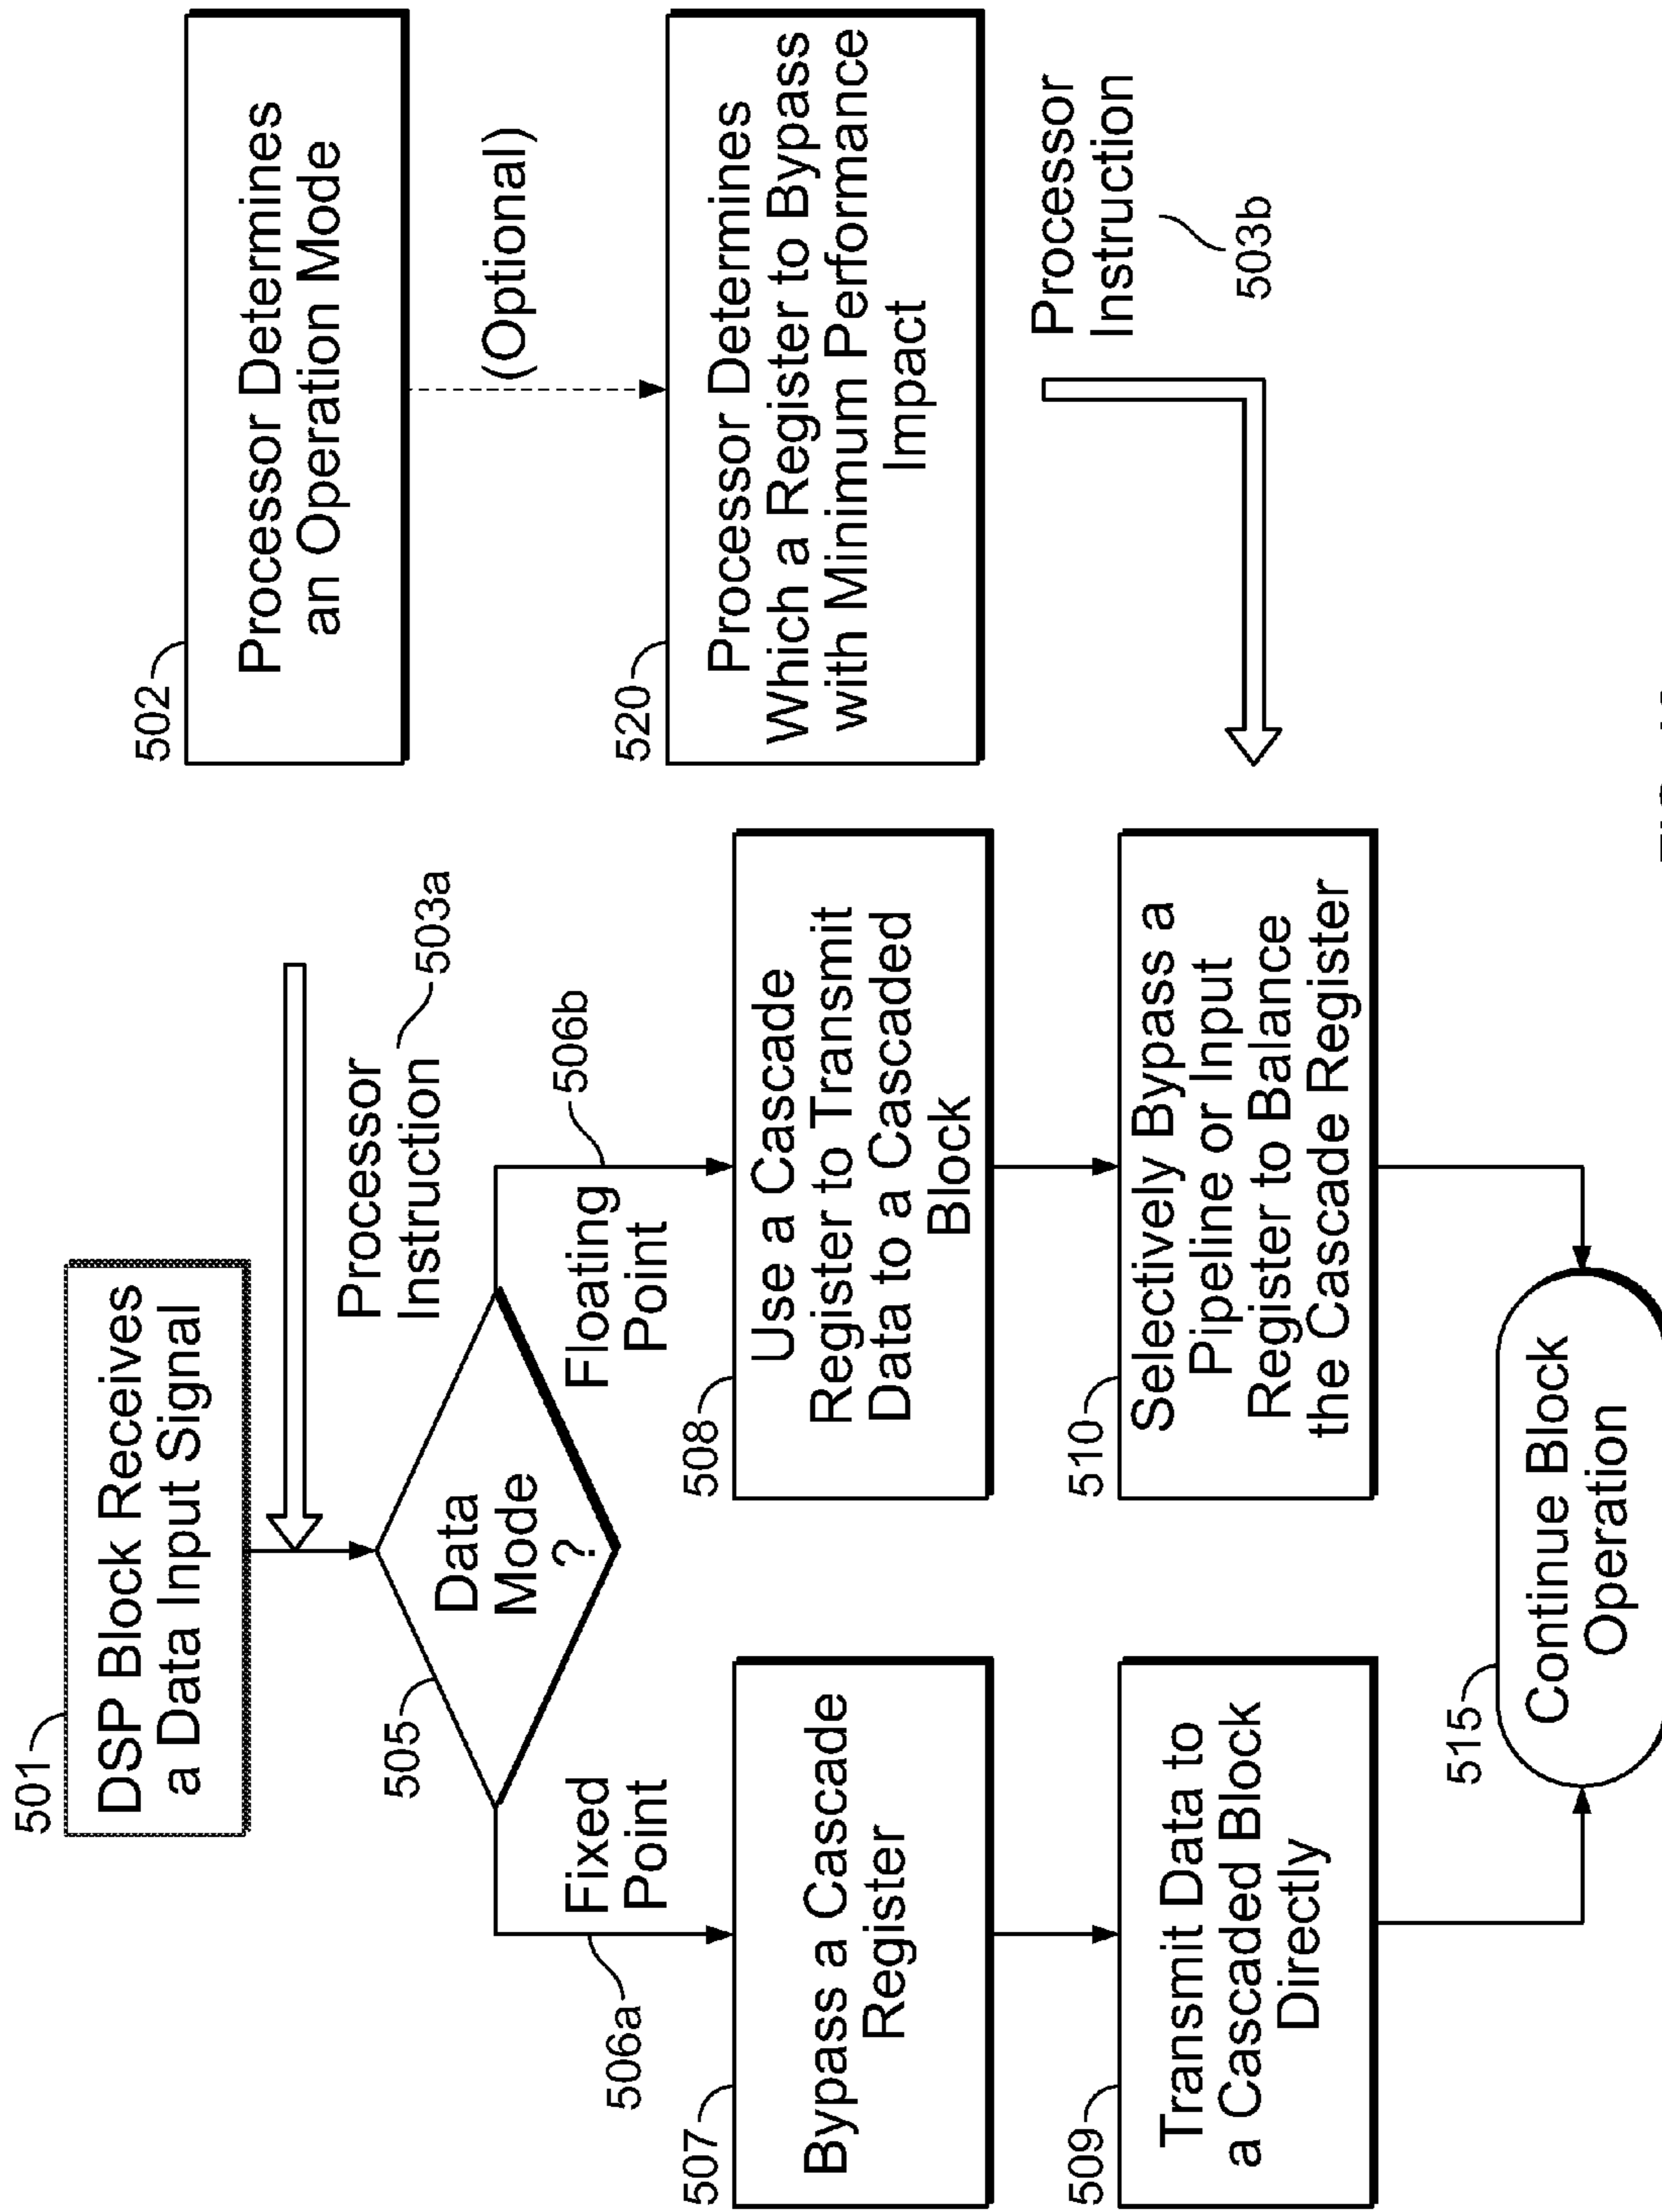 501
DSP Block Receives
a Data Input Signal
502
Processor Determines
an Operation Mode
Processor
Instruction
503a
(Optional)
505
Data
Mode
?
Fixed
Point
506a
Floating
Point
506b
520
Processor Determines
Which a Register to Bypass
with Minimum Performance
Impact
507
Bypass a Cascade
Register
508
Use a Cascade
Register to Transmit
Data to a Cascaded
Block
Processor
Instruction
503b
509
Transmit Data to
a Cascaded Block
Directly
510
Selectively Bypass a
Pipeline or Input
Register to Balance
the Cascade Register
515
Continue Block
Operation